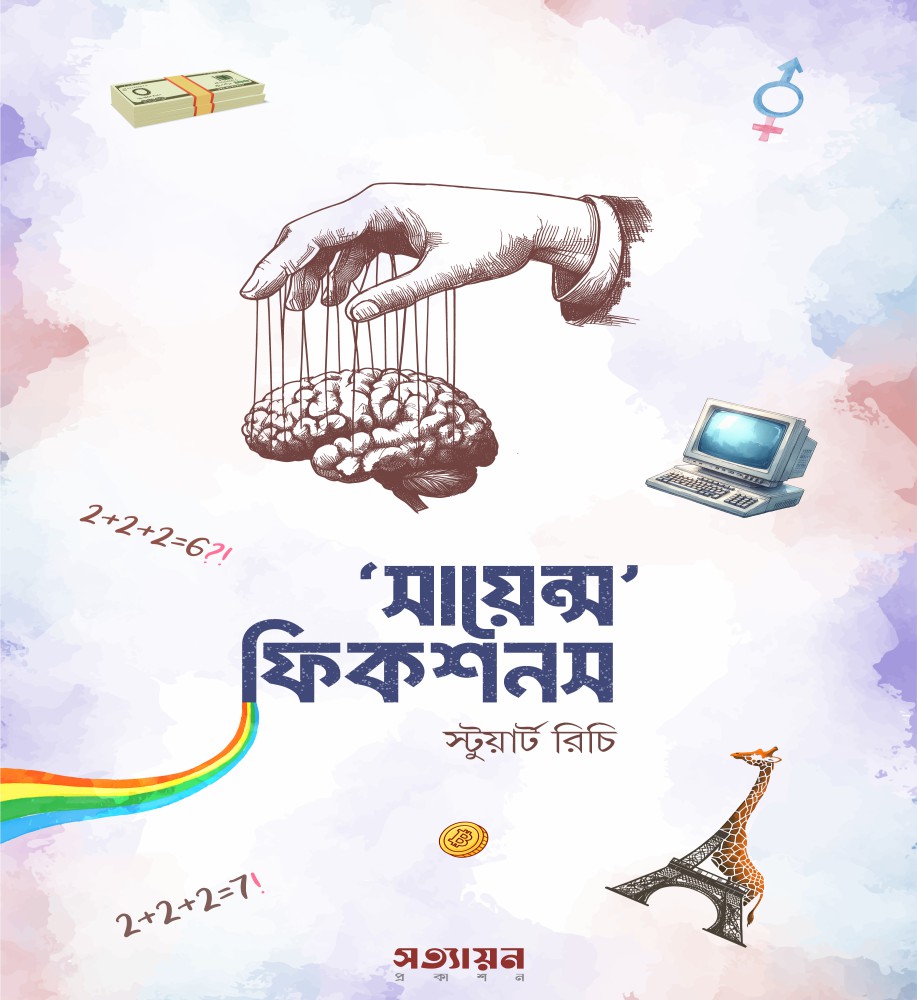 2+2+2=6?!
‘সায়েন্স’
ফিকশনস
স্টুয়ার্ট রিচি
2+2+2=7!
সত্যায়ন
প্রকাশন